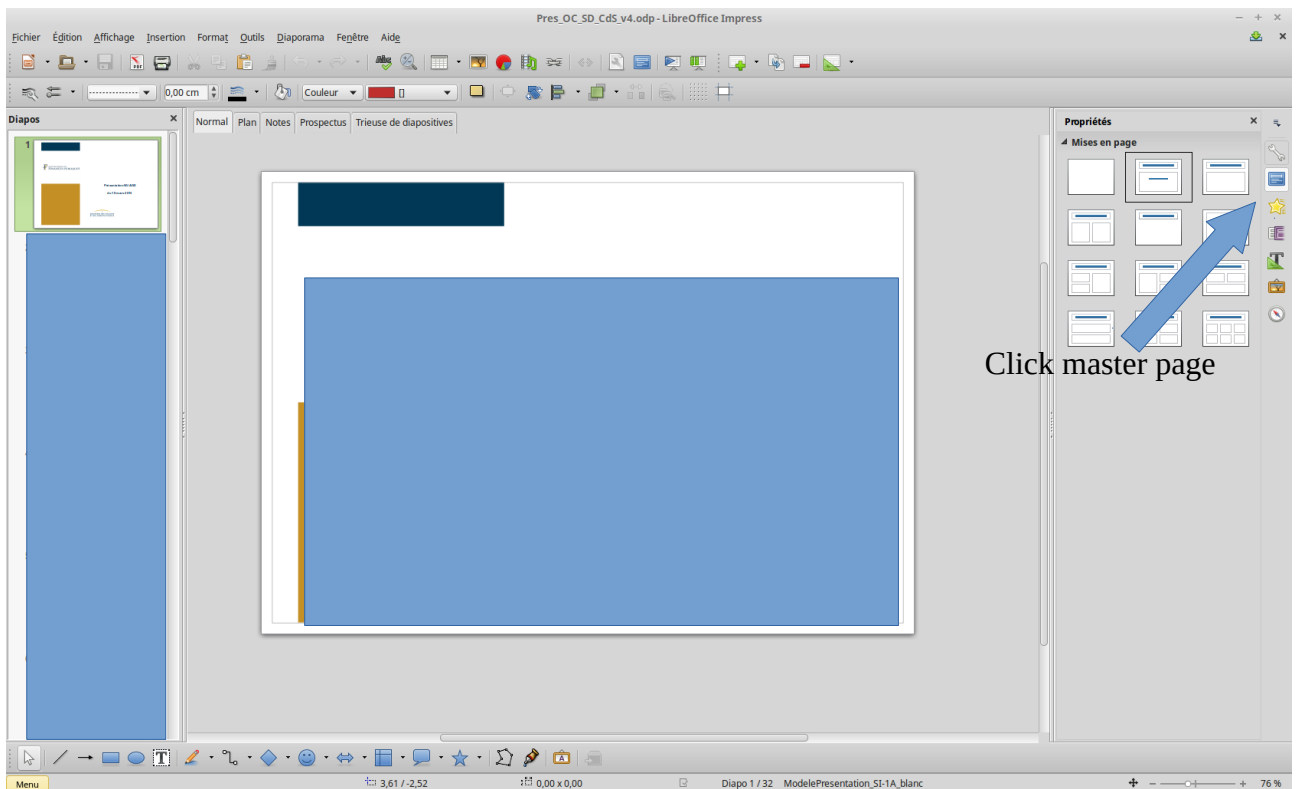 Pres_OC_SD_CdS_v4.odp - LibreOffice Impress
Fichier Édition Affichage Insertion Format Outils Diaporama Fenêtre Aide
0,00 cm Couleur
Diapos
Normal Plan Notes Prospectus Trieuse de diapositives
Propriétés
Mises en page
1
Click master page
Menu 3,61 / -2,52 0,00 x 0,00 Diapo 1 / 32 ModelePresentation_SI-1A_blanc 76 %